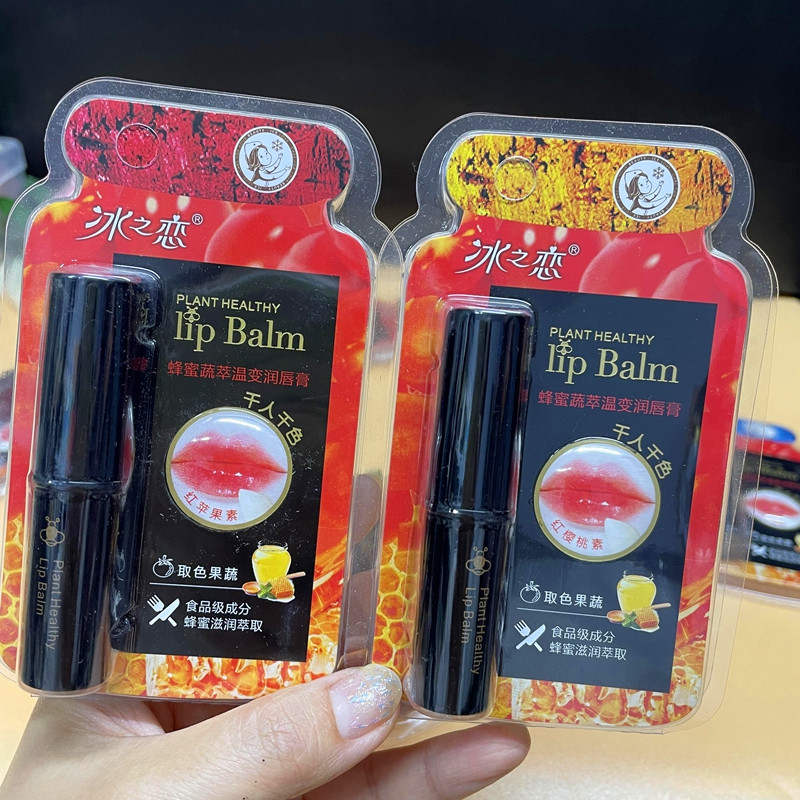 冰之恋®
PLANT HEALTHY
lip Balm
蜂蜜蔬萃温变润唇膏
千人千色
红苹果素
取色果蔬
食品级成分
蜂蜜滋润萃取
Plant Healthy
Lip Balm
冰之恋®
PLANT HEALTHY
lip Balm
蜂蜜蔬萃温变润唇膏
千人千色
红樱桃素
取色果蔬
食品级成分
蜂蜜滋润萃取
Plant Healthy
Lip Balm